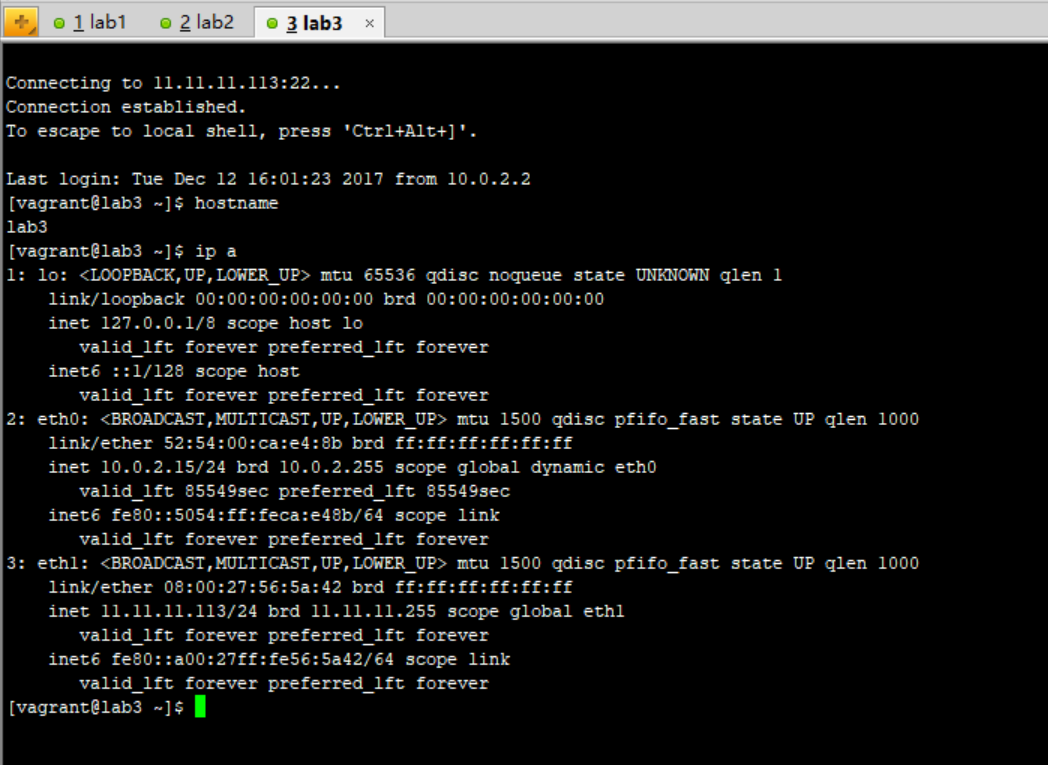 1 lab1 2 lab2 3 lab3 ×
Connecting to 11.11.11.113:22...
Connection established.
To escape to local shell, press 'Ctrl+Alt+]'.
Last login: Tue Dec 12 16:01:23 2017 from 10.0.2.2
[vagrant@lab3 ~]$ hostname
lab3
[vagrant@lab3 ~]$ ip a
1: lo: <LOOPBACK,UP,LOWER_UP> mtu 65536 qdisc noqueue state UNKNOWN qlen 1
    link/loopback 00:00:00:00:00:00 brd 00:00:00:00:00:00
    inet 127.0.0.1/8 scope host lo
       valid_lft forever preferred_lft forever
    inet6 ::1/128 scope host
       valid_lft forever preferred_lft forever
2: eth0: <BROADCAST,MULTICAST,UP,LOWER_UP> mtu 1500 qdisc pfifo_fast state UP qlen 1000
    link/ether 52:54:00:ca:e4:8b brd ff:ff:ff:ff:ff:ff
    inet 10.0.2.15/24 brd 10.0.2.255 scope global dynamic eth0
       valid_lft 85549sec preferred_lft 85549sec
    inet6 fe80::5054:ff:feca:e48b/64 scope link
       valid_lft forever preferred_lft forever
3: eth1: <BROADCAST,MULTICAST,UP,LOWER_UP> mtu 1500 qdisc pfifo_fast state UP qlen 1000
    link/ether 08:00:27:56:5a:42 brd ff:ff:ff:ff:ff:ff
    inet 11.11.11.113/24 brd 11.11.11.255 scope global eth1
       valid_lft forever preferred_lft forever
    inet6 fe80::a00:27ff:fe56:5a42/64 scope link
       valid_lft forever preferred_lft forever
[vagrant@lab3 ~]$